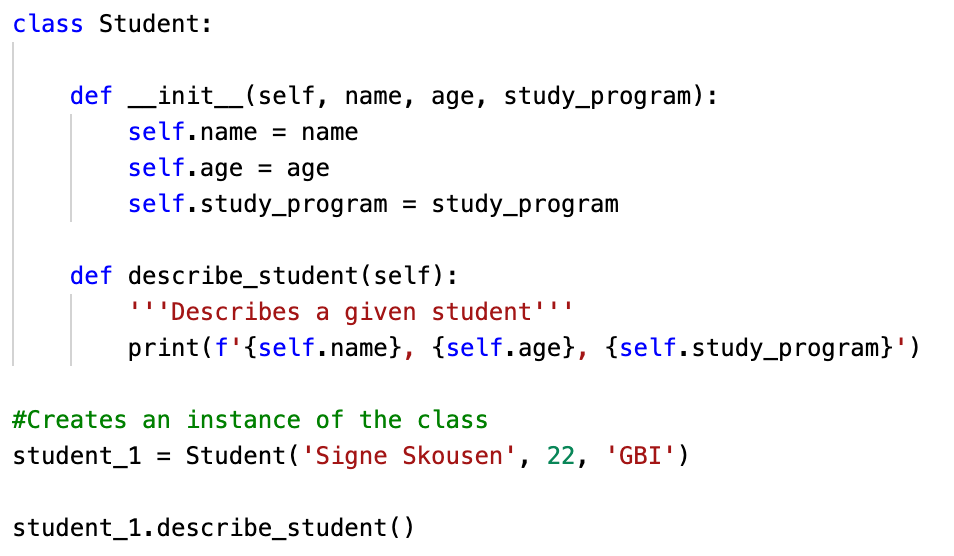 class Student:
    def __init__(self, name, age, study_program):
        self.name = name
        self.age = age
        self.study_program = study_program
    def describe_student(self):
        '''Describes a given student'''
        print(f'{self.name}, {self.age}, {self.study_program}')
#Creates an instance of the class
student_1 = Student('Signe Skousen', 22, 'GBI')
student_1.describe_student()